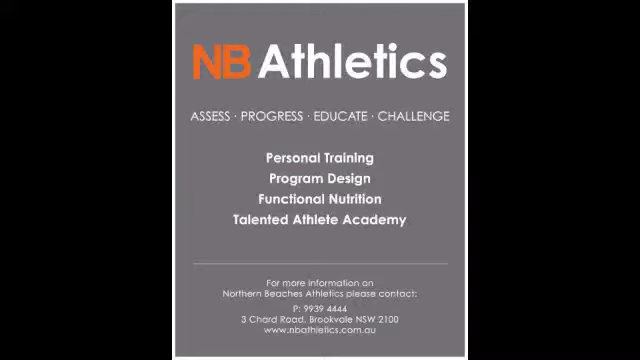 NB Athletics
ASSESS · PROGRESS · EDUCATE · CHALLENGE
Personal Training
Program Design
Functional Nutrition
Talented Athlete Academy
For more information on
Northern Beaches Athletics please contact:
P: 9939 4444
3 Chard Road, Brookvale NSW 2100
www.nbathletics.com.au